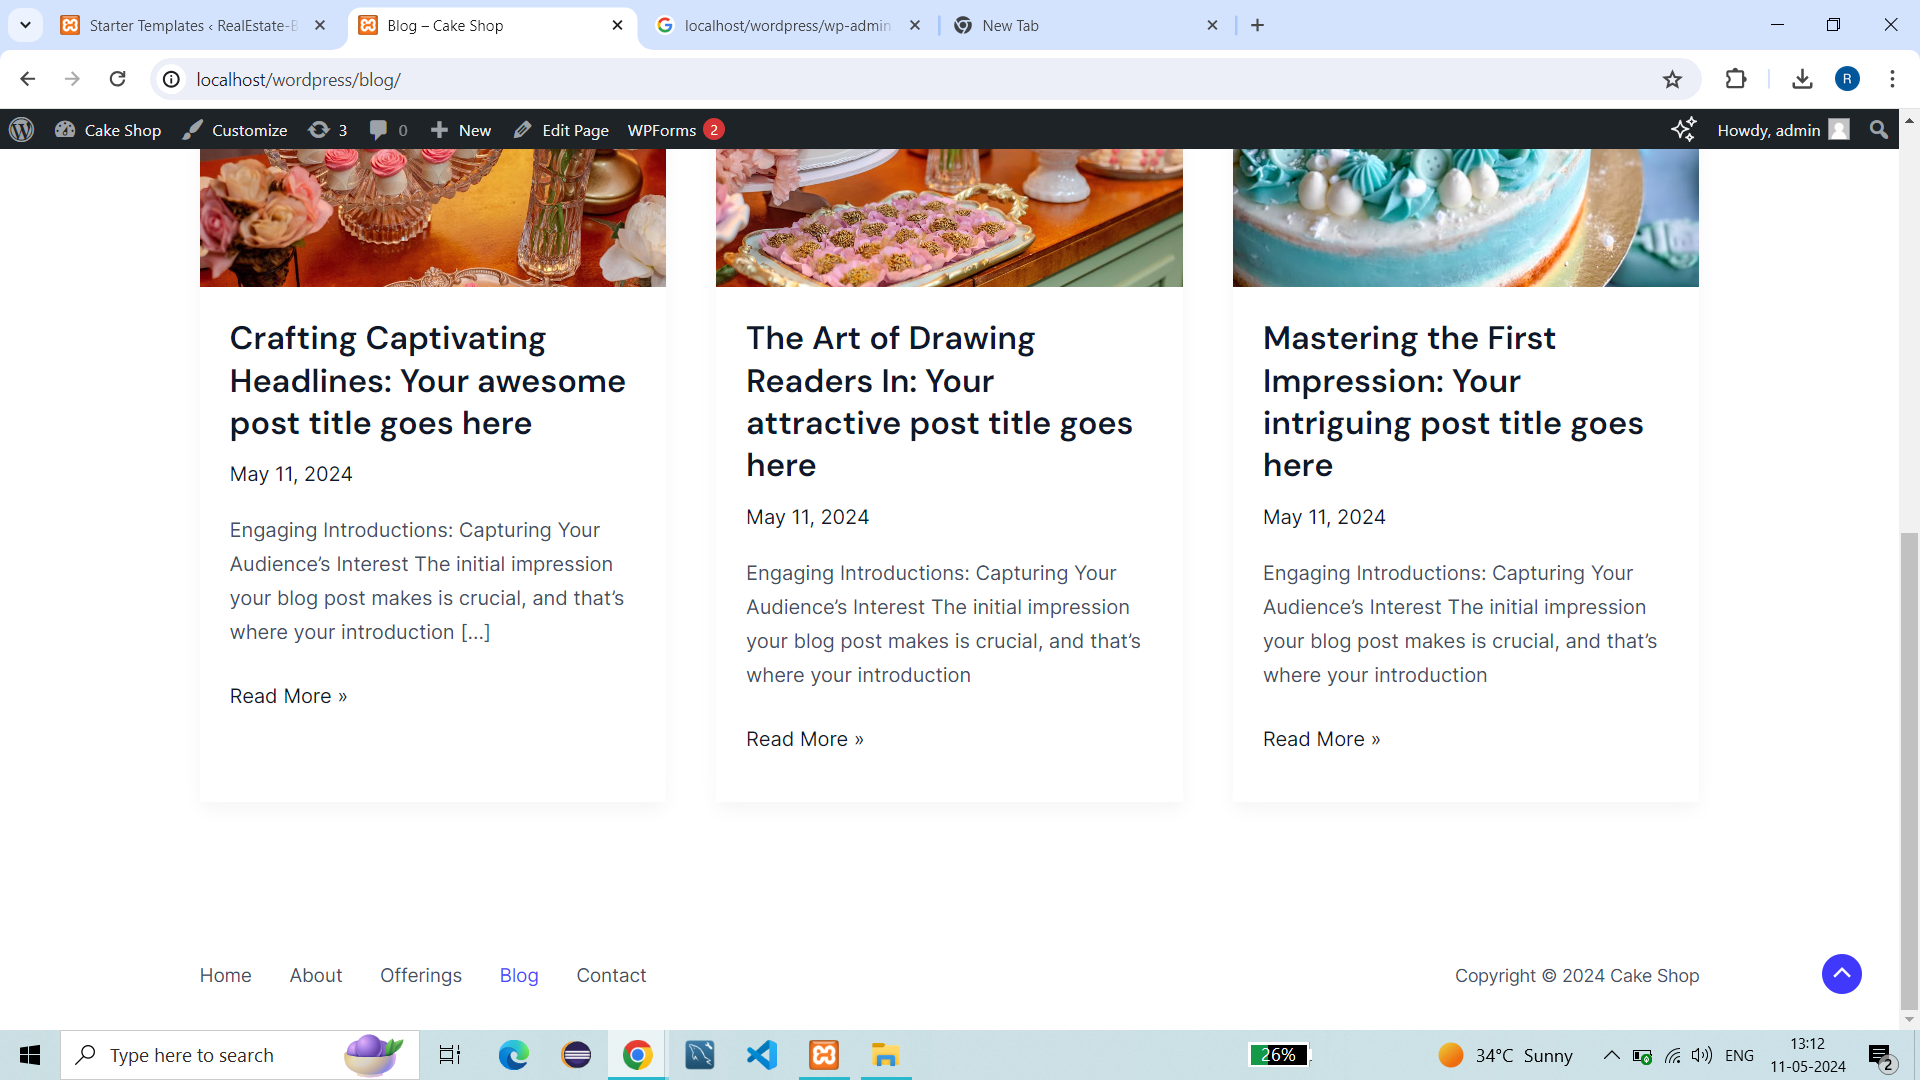 Starter Templates ‹ RealEstate-B
Blog – Cake Shop
localhost/wordpress/wp-admin
New Tab
localhost/wordpress/blog/
R
Cake Shop
Customize
3
0
New
Edit Page
WPForms 2
Howdy, admin
Crafting Captivating
Headlines: Your awesome
post title goes here
May 11, 2024
Engaging Introductions: Capturing Your
Audience’s Interest The initial impression
your blog post makes is crucial, and that’s
where your introduction […]
Read More »
The Art of Drawing
Readers In: Your
attractive post title goes
here
May 11, 2024
Engaging Introductions: Capturing Your
Audience’s Interest The initial impression
your blog post makes is crucial, and that’s
where your introduction
Read More »
Mastering the First
Impression: Your
intriguing post title goes
here
May 11, 2024
Engaging Introductions: Capturing Your
Audience’s Interest The initial impression
your blog post makes is crucial, and that’s
where your introduction
Read More »
Home About Offerings Blog Contact
Copyright © 2024 Cake Shop
Type here to search
26%
34°C Sunny
ENG
13:12
11-05-2024
2